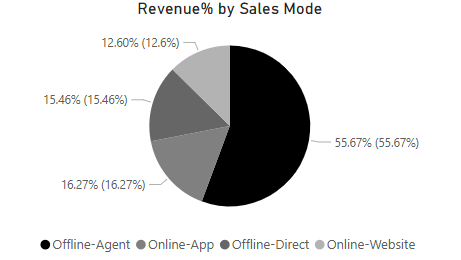 Revenue% by Sales Mode
12.60% (12.6%)
15.46% (15.46%)
55.67% (55.67%)
16.27% (16.27%)
Offline-Agent Online-App Offline-Direct Online-Website